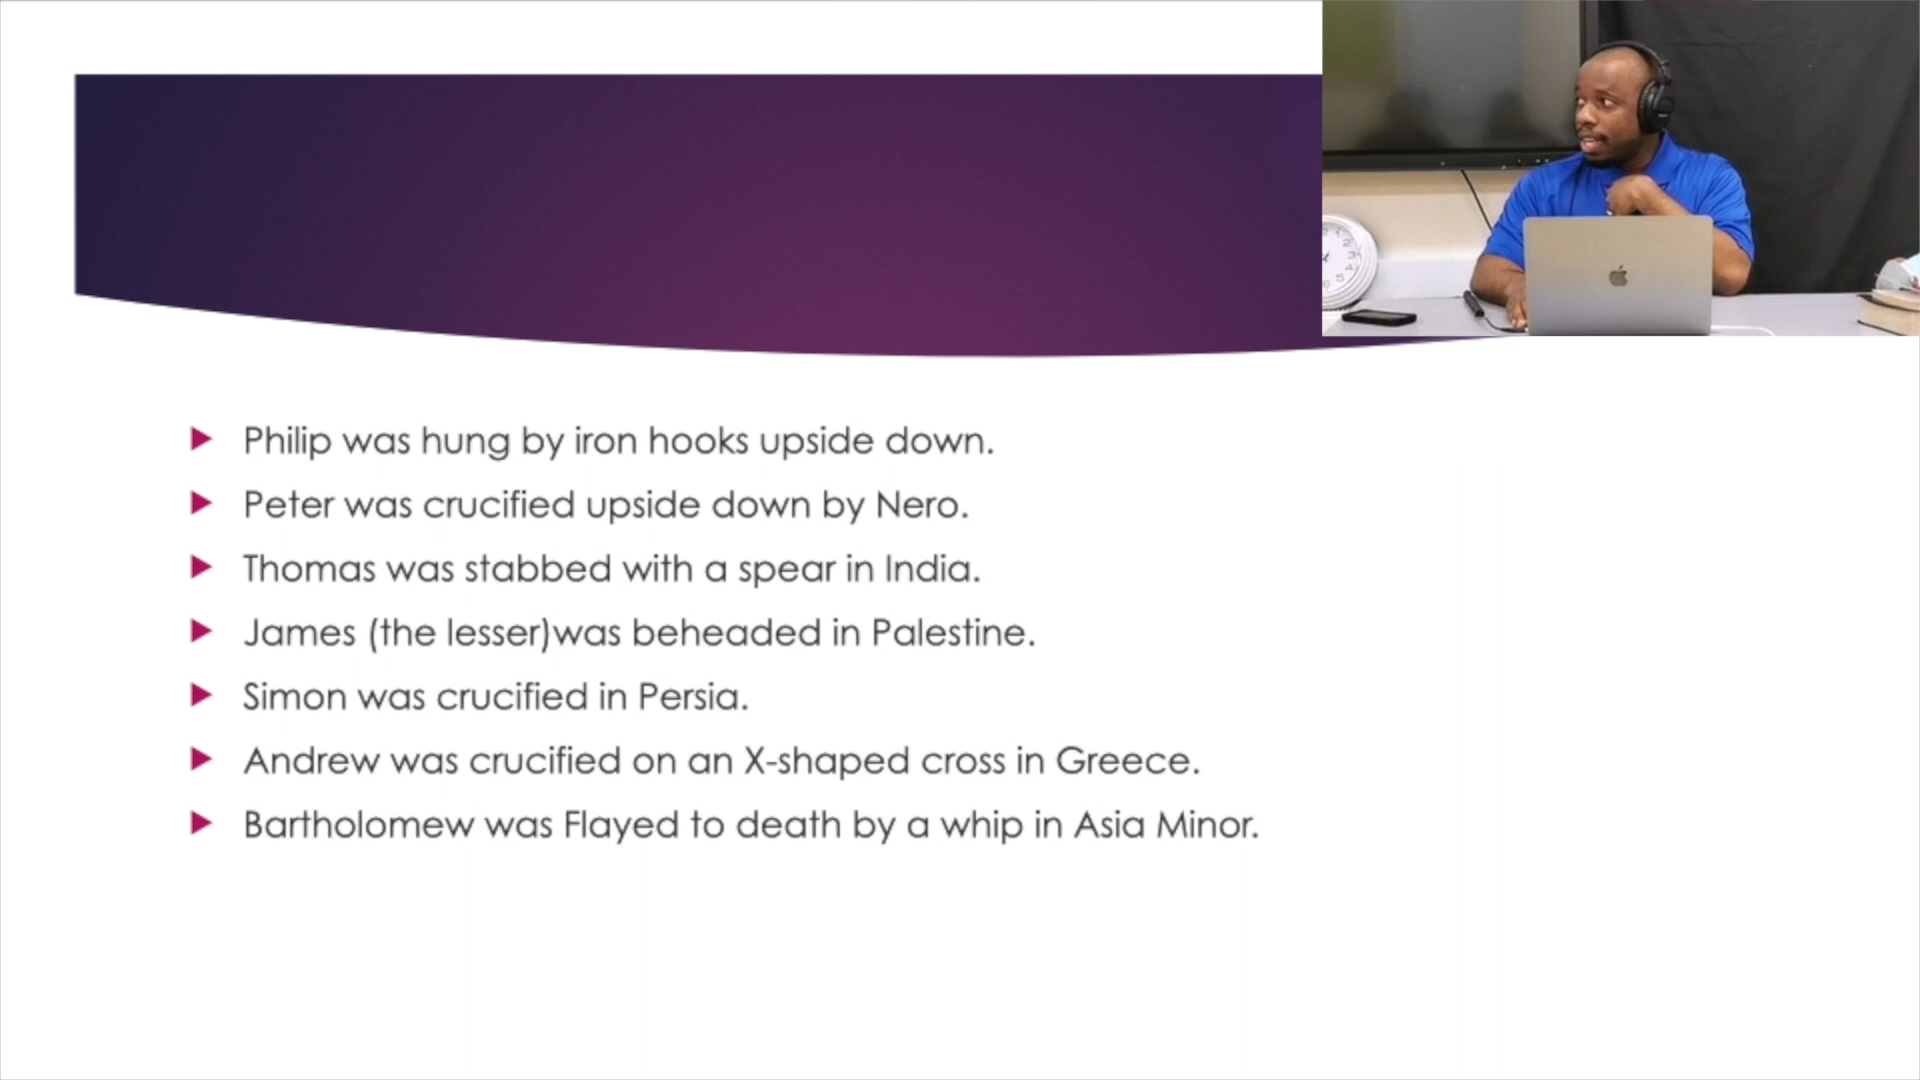 Philip was hung by iron hooks upside down.
Peter was crucified upside down by Nero.
Thomas was stabbed with a spear in India.
James (the lesser)was beheaded in Palestine.
Simon was crucified in Persia.
Andrew was crucified on an X-shaped cross in Greece.
Bartholomew was Flayed to death by a whip in Asia Minor.